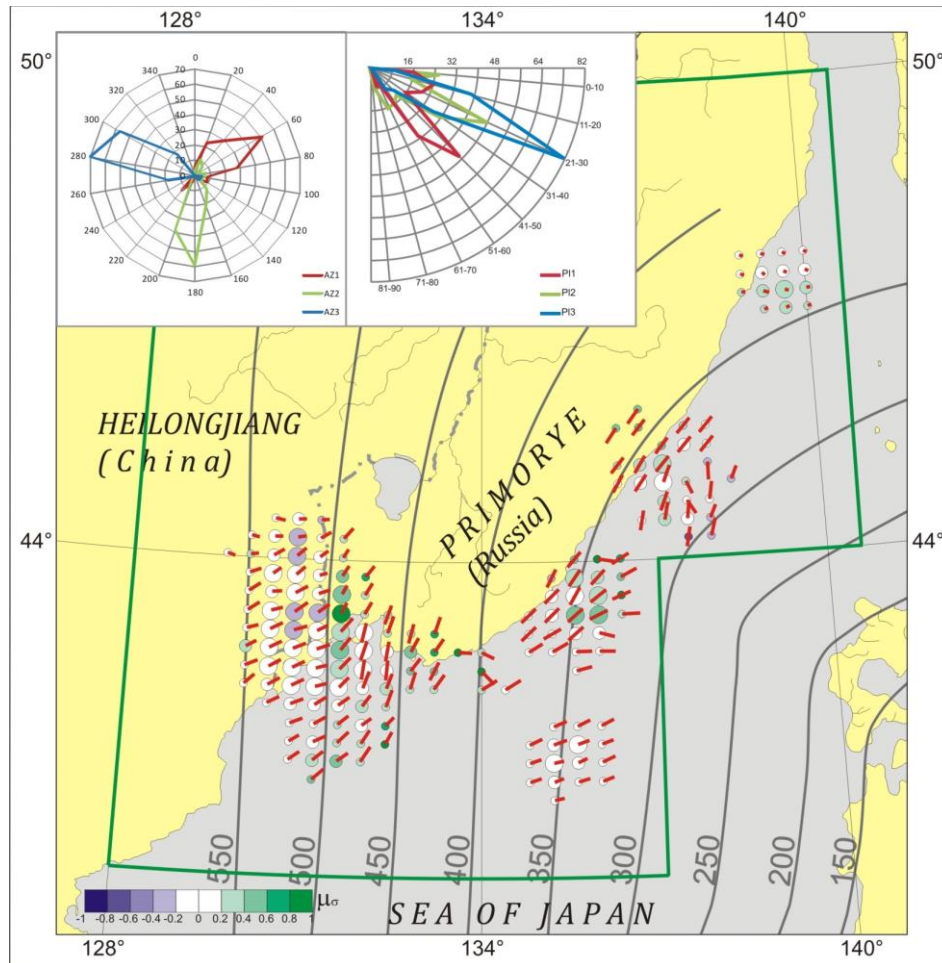 128° 134° 140°
50° 50°
0
340 20
320 40
300 60
280 80
260 100
240 120
220 140
200 160
180
70
60
50
40
30
20
10
0
AZ1
AZ2
AZ3
16 32 48 64 82
0-10
11-20
21-30
31-40
41-50
51-60
61-70
71-80
81-90
PI1
PI2
PI3
HEILONGJIANG
(China)
PRIMORYE
(Russia)
44° 44°
550 500 450 400 350 300 250 200 150
μσ
-1 -0.8 -0.6 -0.4 -0.2 0 0.2 0.4 0.6 0.8 1
SEA OF JAPAN
128° 134° 140°